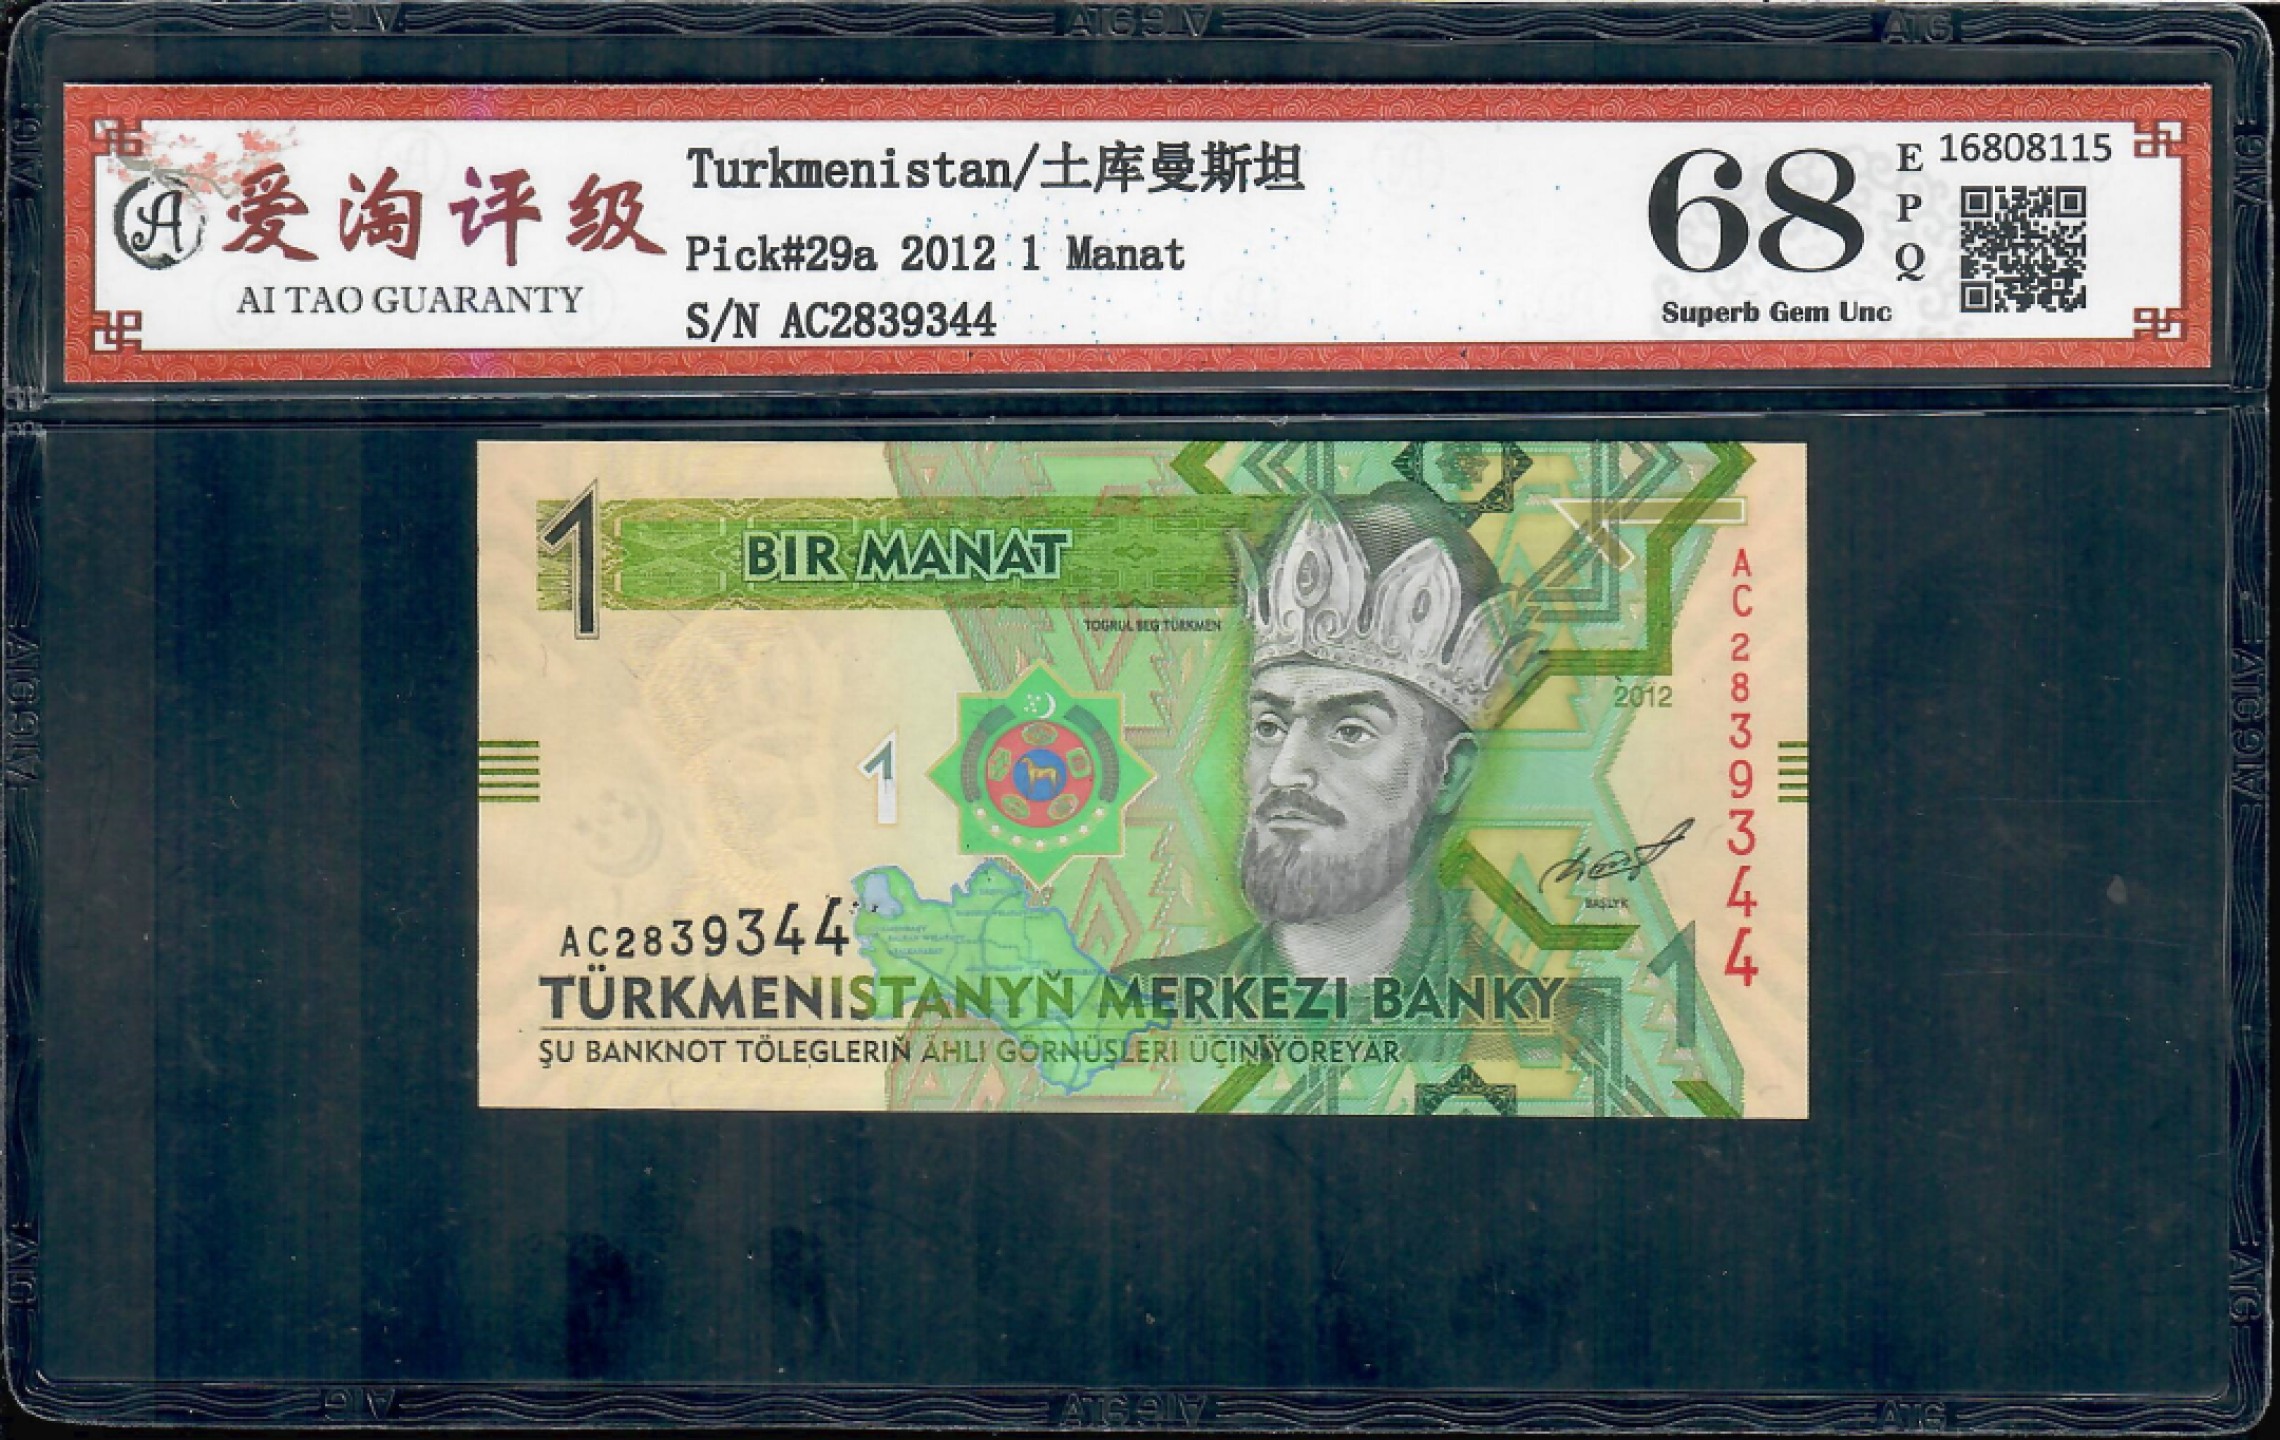 爱淘评级
AI TAO GUARANTY
Turkmenistan/土库曼斯坦
Pick#29a 2012 1 Manat
S/N AC2839344
68
EPQ
Superb Gem Unc
16808115
1
BIR MANAT
TOGRUL BEG TÜRKMEN
2012
AC2839344
1
BAŞLYK
AC2839344
1
TÜRKMENISTANYŇ MERKEZI BANKY
ŞU BANKNOT TÖLEGLERIŇ ÄHLI GÖRNÜŞLERI ÜÇIN ÝÖREÝÄR